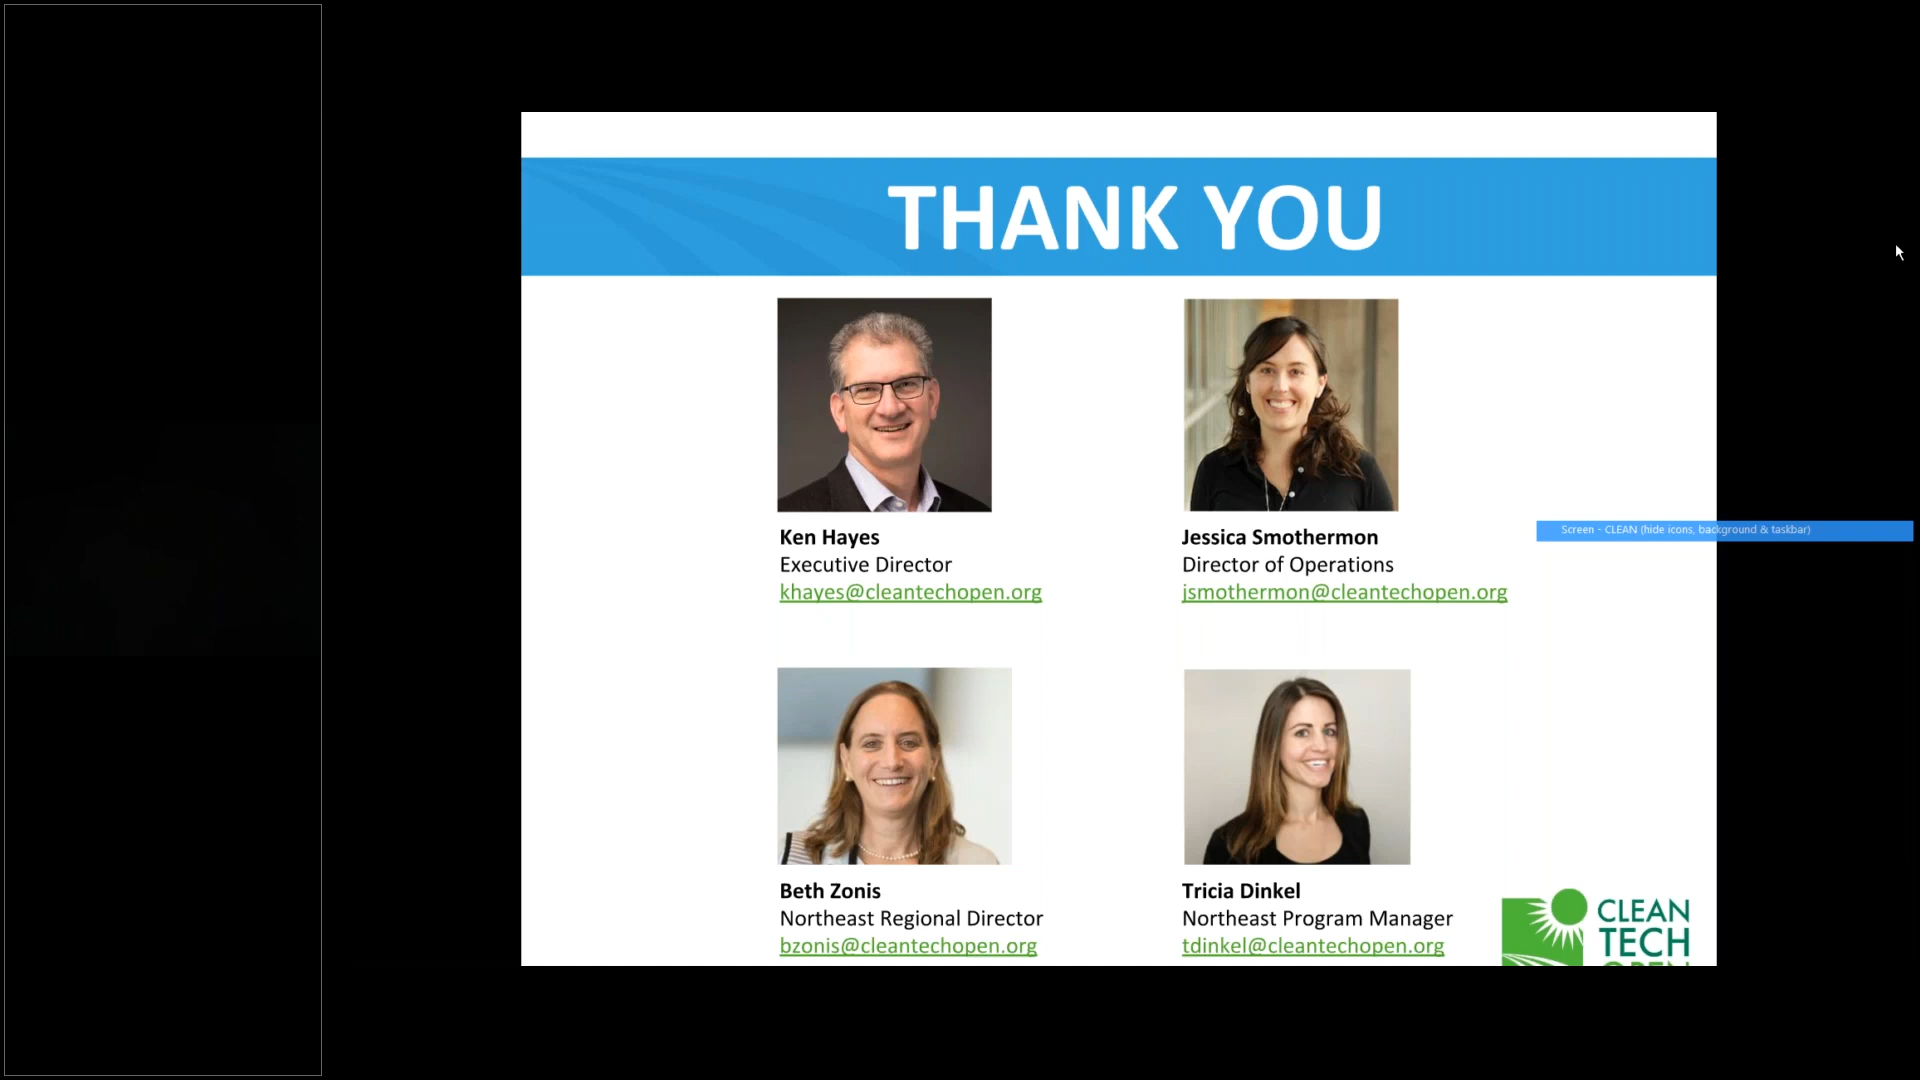 THANK YOU
Ken Hayes
Executive Director
khayes@cleantechopen.org
Jessica Smothermon
Director of Operations
jsmothermon@cleantechopen.org
Screen - CLEAN (hide icons, background & taskbar)
Beth Zonis
Northeast Regional Director
bzonis@cleantechopen.org
Tricia Dinkel
Northeast Program Manager
tdinkel@cleantechopen.org
CLEAN
TECH
OPEN